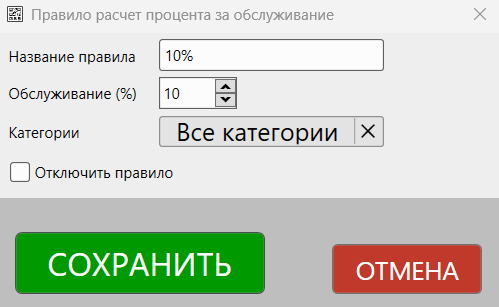 Правило расчет процента за обслуживание
Название правила 10%
Обслуживание (%) 10
Категории Все категории
Отключить правило
СОХРАНИТЬ ОТМЕНА